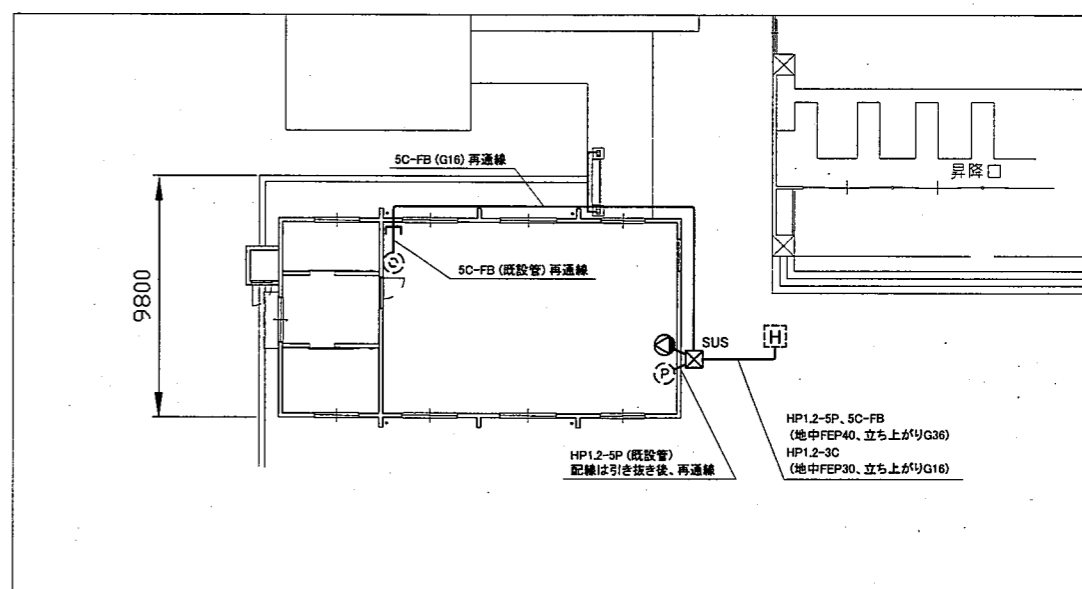 5C-FB (G16) 再通線
昇降口
5C-FB (既設管) 再通線
9800
SUS
H
P
HP1.2-5P、5C-FB
(地中FEP40、立ち上がりG36)
HP1.2-3C
(地中FEP30、立ち上がりG16)
HP1.2-5P (既設管)
配線は引き抜き後、再通線